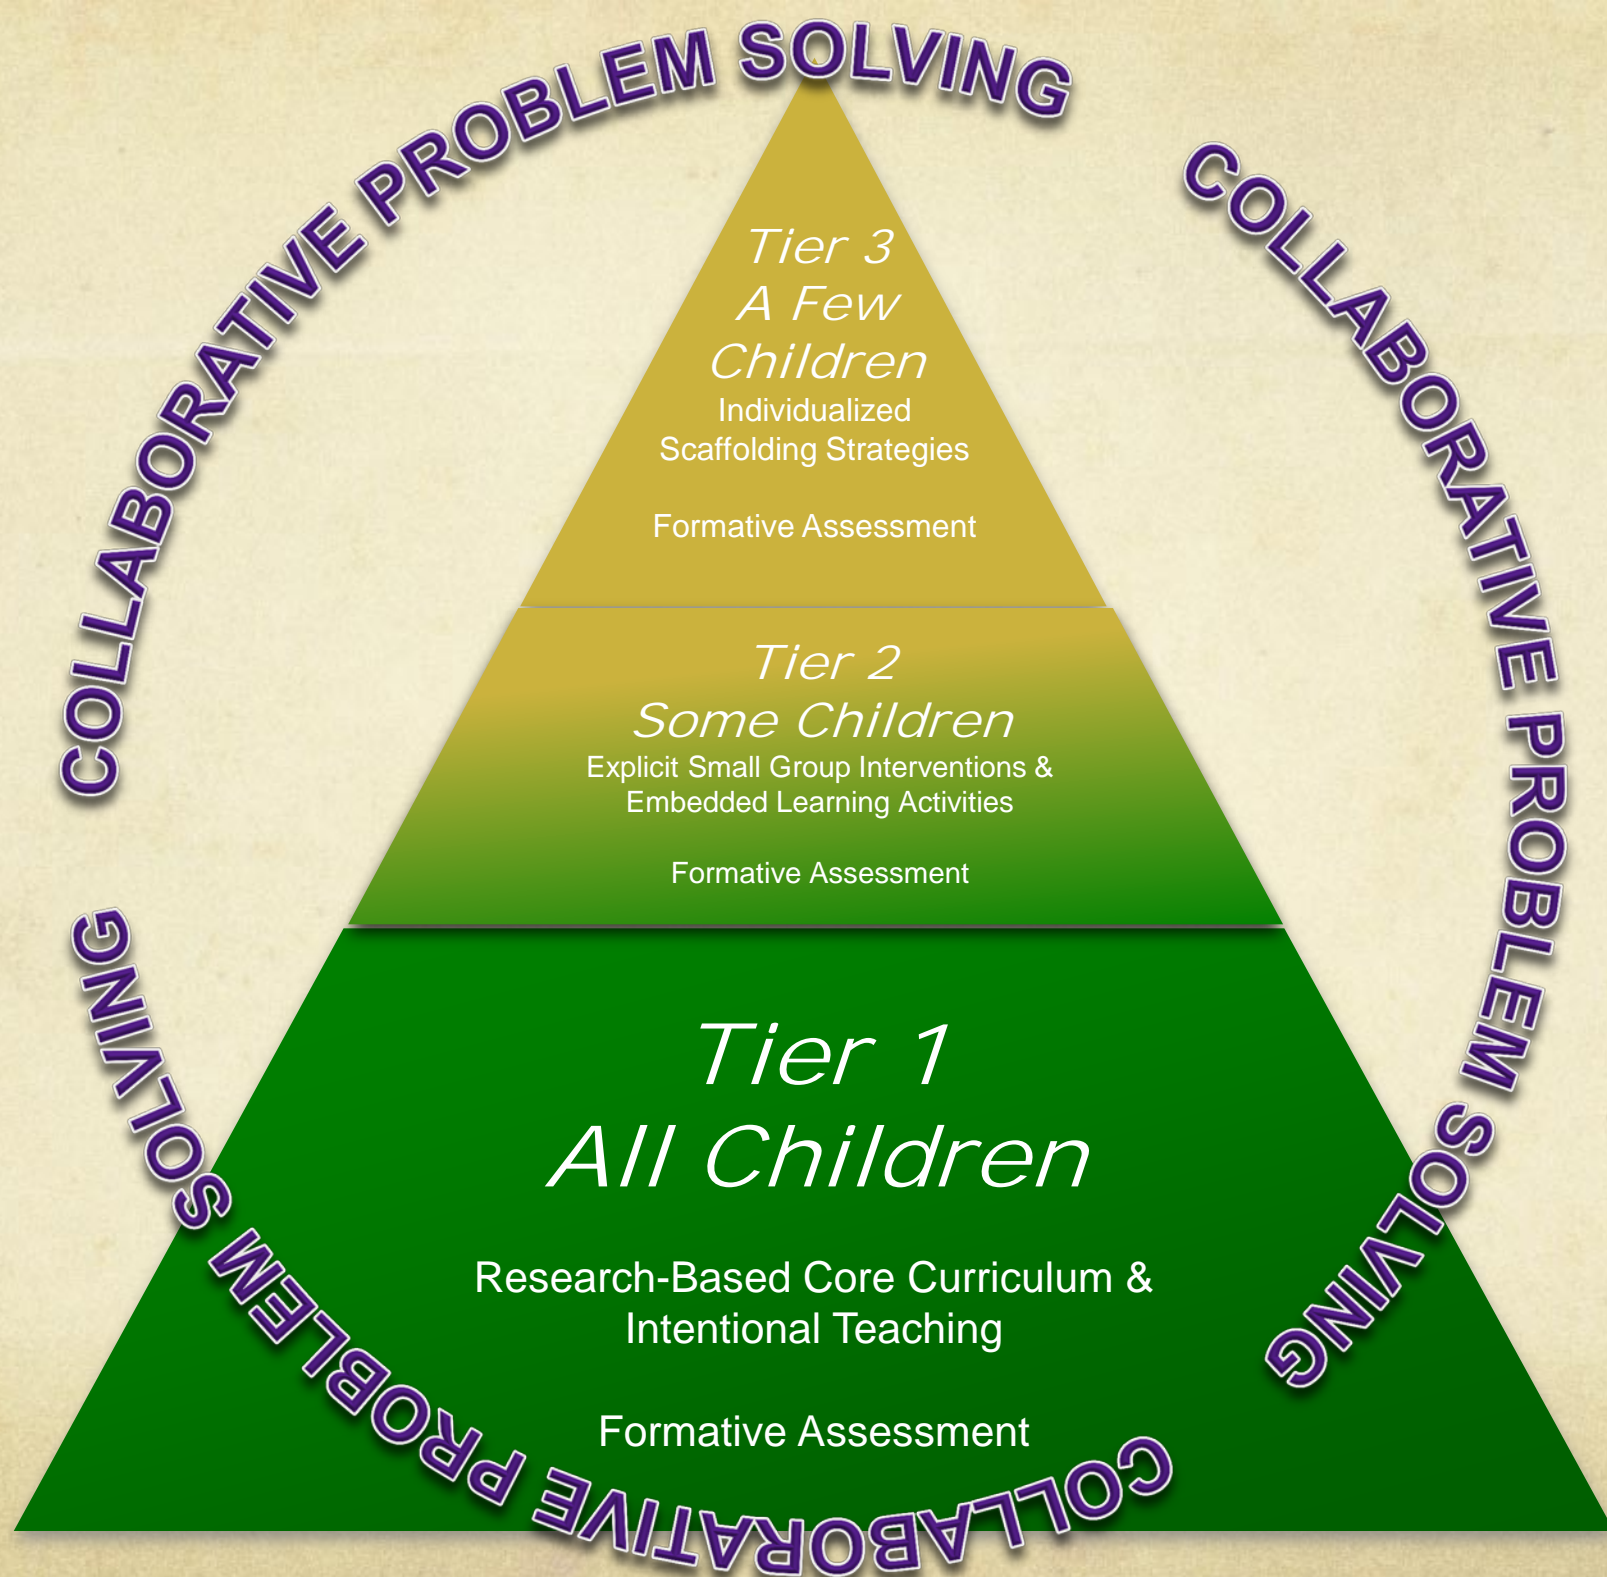 COLLABORATIVE PROBLEM SOLVING
COLLABORATIVE PROBLEM SOLVING
COLLABORATIVE PROBLEM SOLVING
Tier 3
A Few
Children
Individualized
Scaffolding Strategies
Formative Assessment
Tier 2
Some Children
Explicit Small Group Interventions &
Embedded Learning Activities
Formative Assessment
Tier 1
All Children
Research-Based Core Curriculum &
Intentional Teaching
Formative Assessment